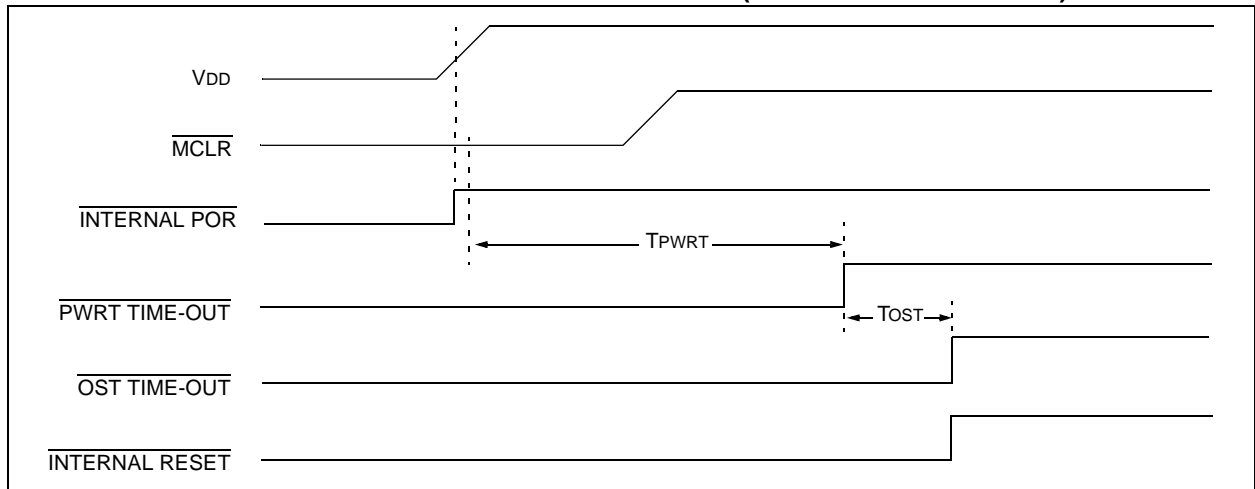 VDD
MCLR
INTERNAL POR
TPWRT
PWRT TIME-OUT
TOST
OST TIME-OUT
INTERNAL RESET